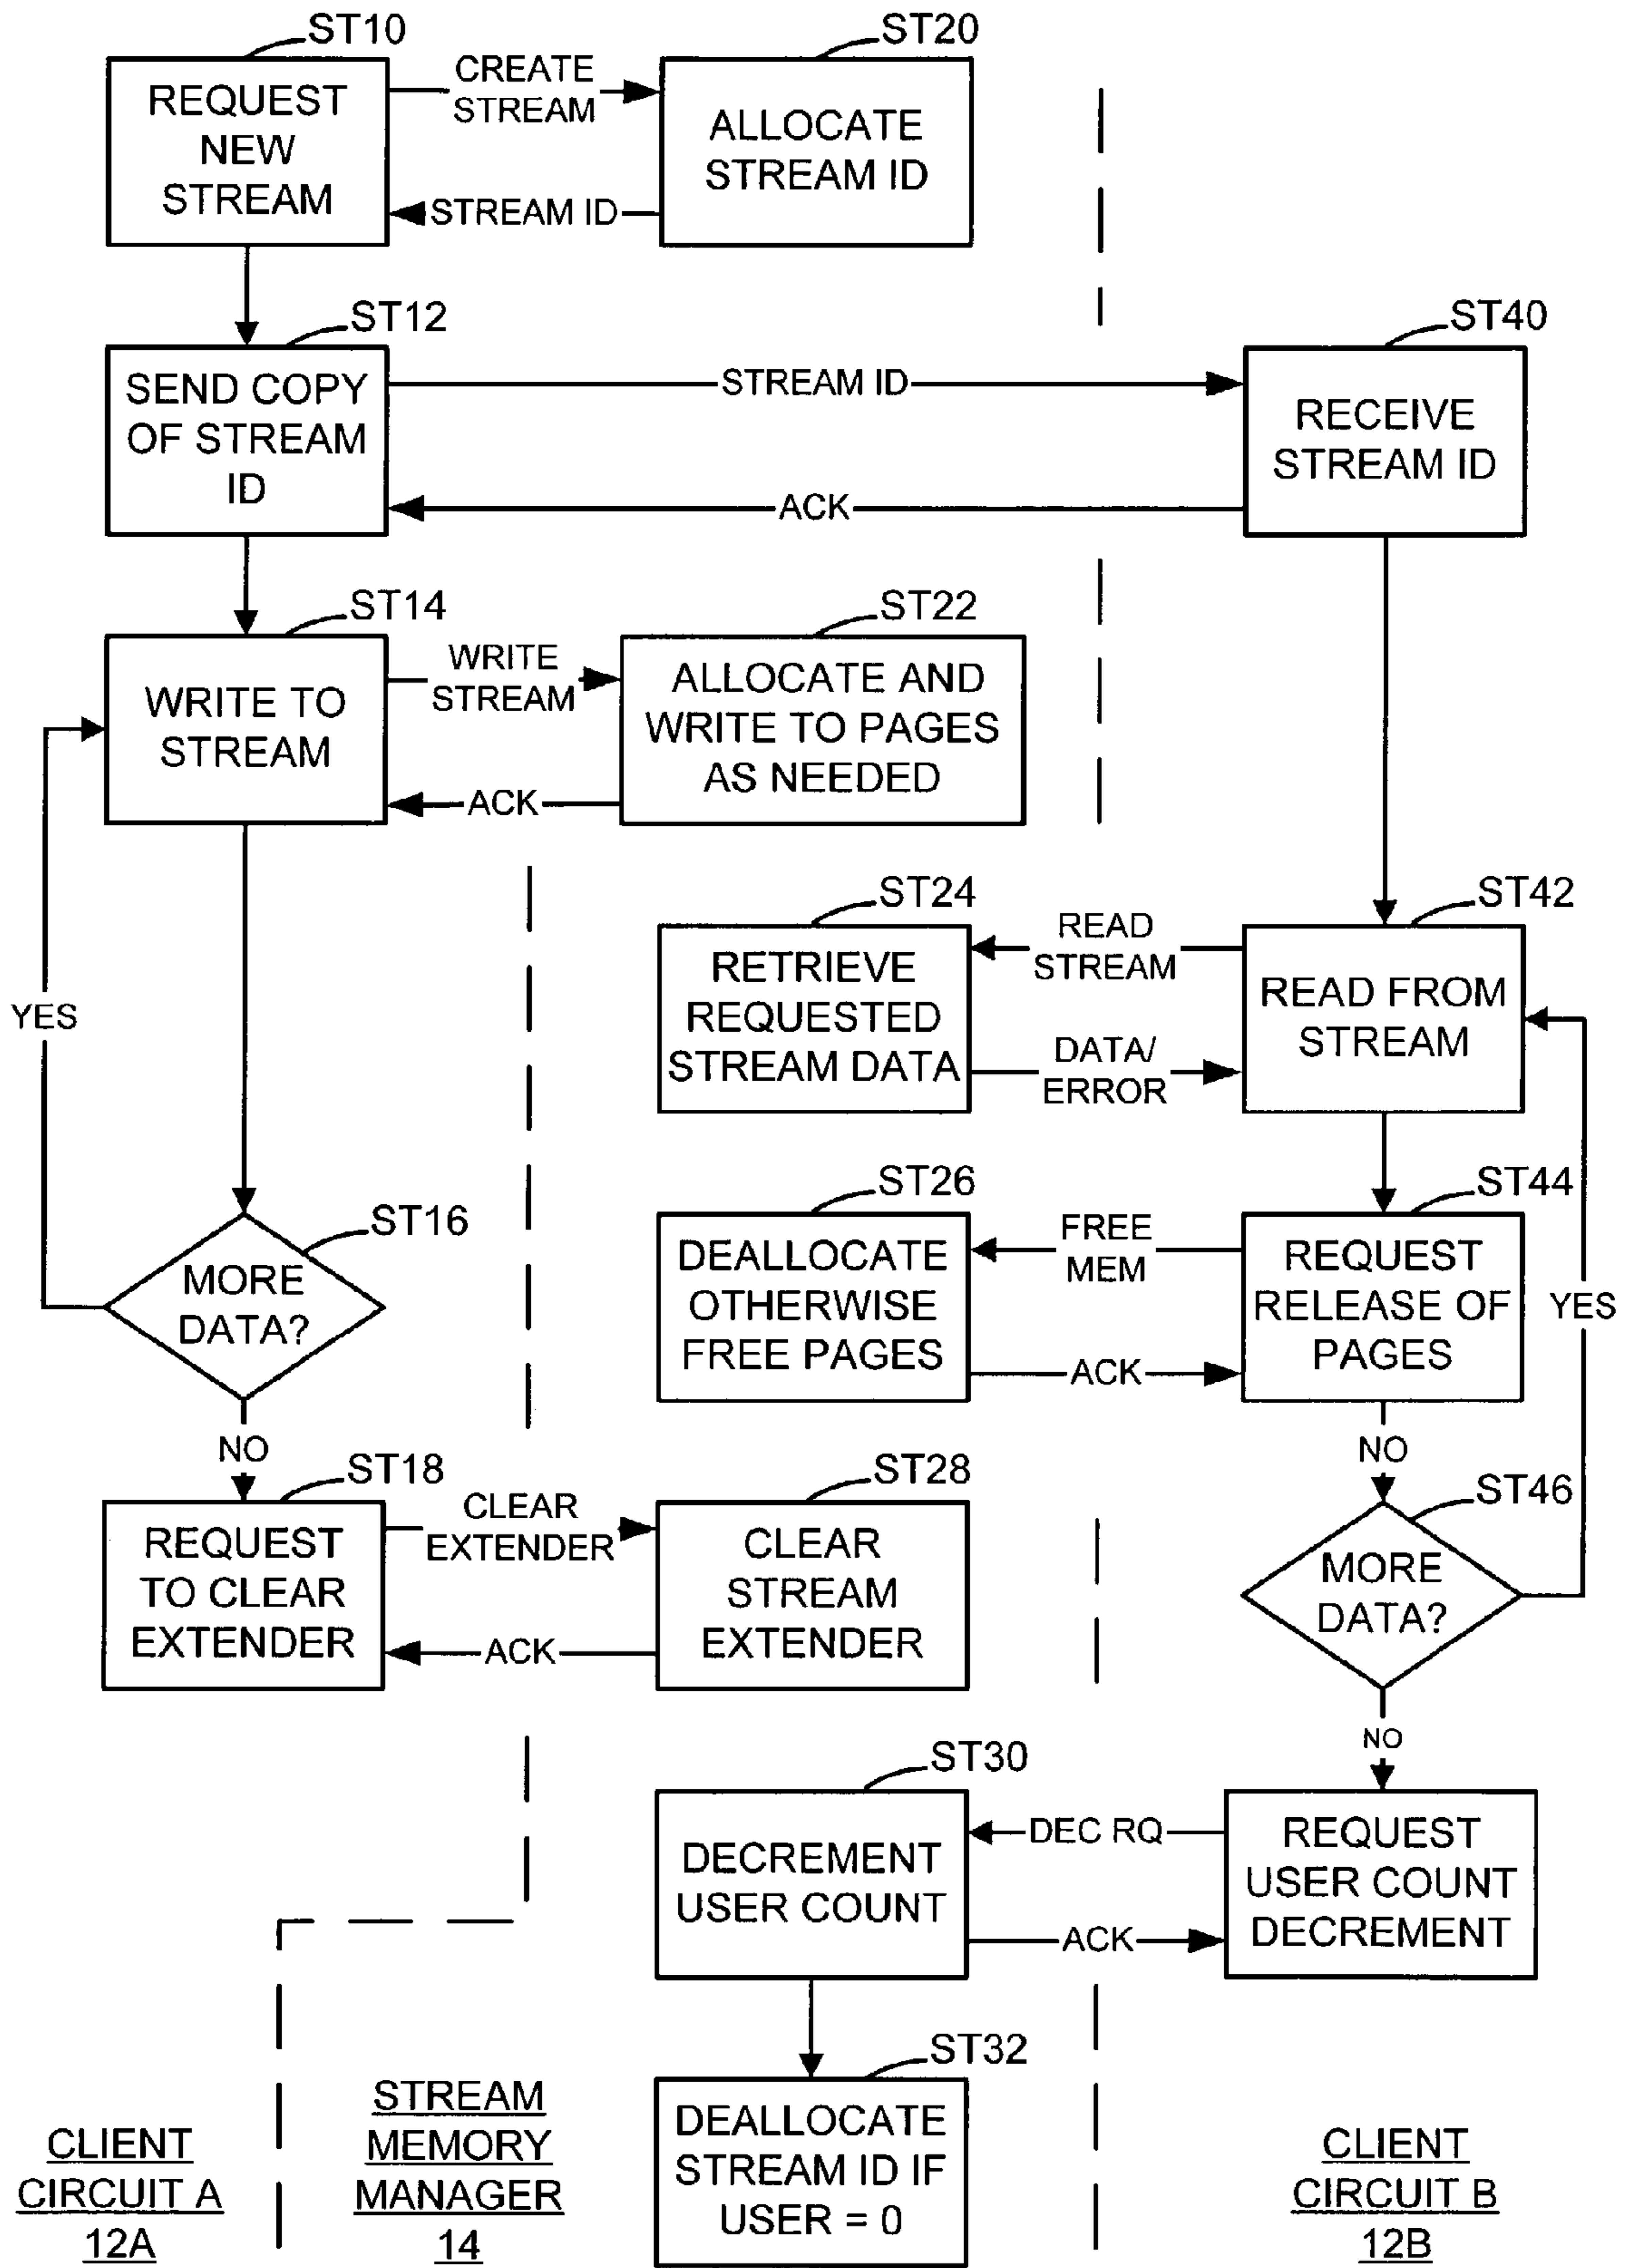 ST10
REQUEST
NEW
STREAM
CREATE
STREAM
STREAM ID
ST20
ALLOCATE
STREAM ID
ST12
SEND COPY
OF STREAM
ID
STREAM ID
ACK
ST40
RECEIVE
STREAM ID
ST14
WRITE TO
STREAM
WRITE
STREAM
ACK
ST22
ALLOCATE AND
WRITE TO PAGES
AS NEEDED
ST24
RETRIEVE
REQUESTED
STREAM DATA
READ
STREAM
DATA/
ERROR
ST42
READ FROM
STREAM
YES
ST16
MORE
DATA?
NO
ST26
DEALLOCATE
OTHERWISE
FREE PAGES
FREE
MEM
ACK
ST44
REQUEST
RELEASE OF
PAGES
YES
NO
ST18
REQUEST
TO CLEAR
EXTENDER
CLEAR
EXTENDER
ACK
ST28
CLEAR
STREAM
EXTENDER
ST46
MORE
DATA?
NO
ST30
DECREMENT
USER COUNT
DEC RQ
ACK
REQUEST
USER COUNT
DECREMENT
ST32
DEALLOCATE
STREAM ID IF
USER = 0
CLIENT
CIRCUIT A
12A
STREAM
MEMORY
MANAGER
14
CLIENT
CIRCUIT B
12B